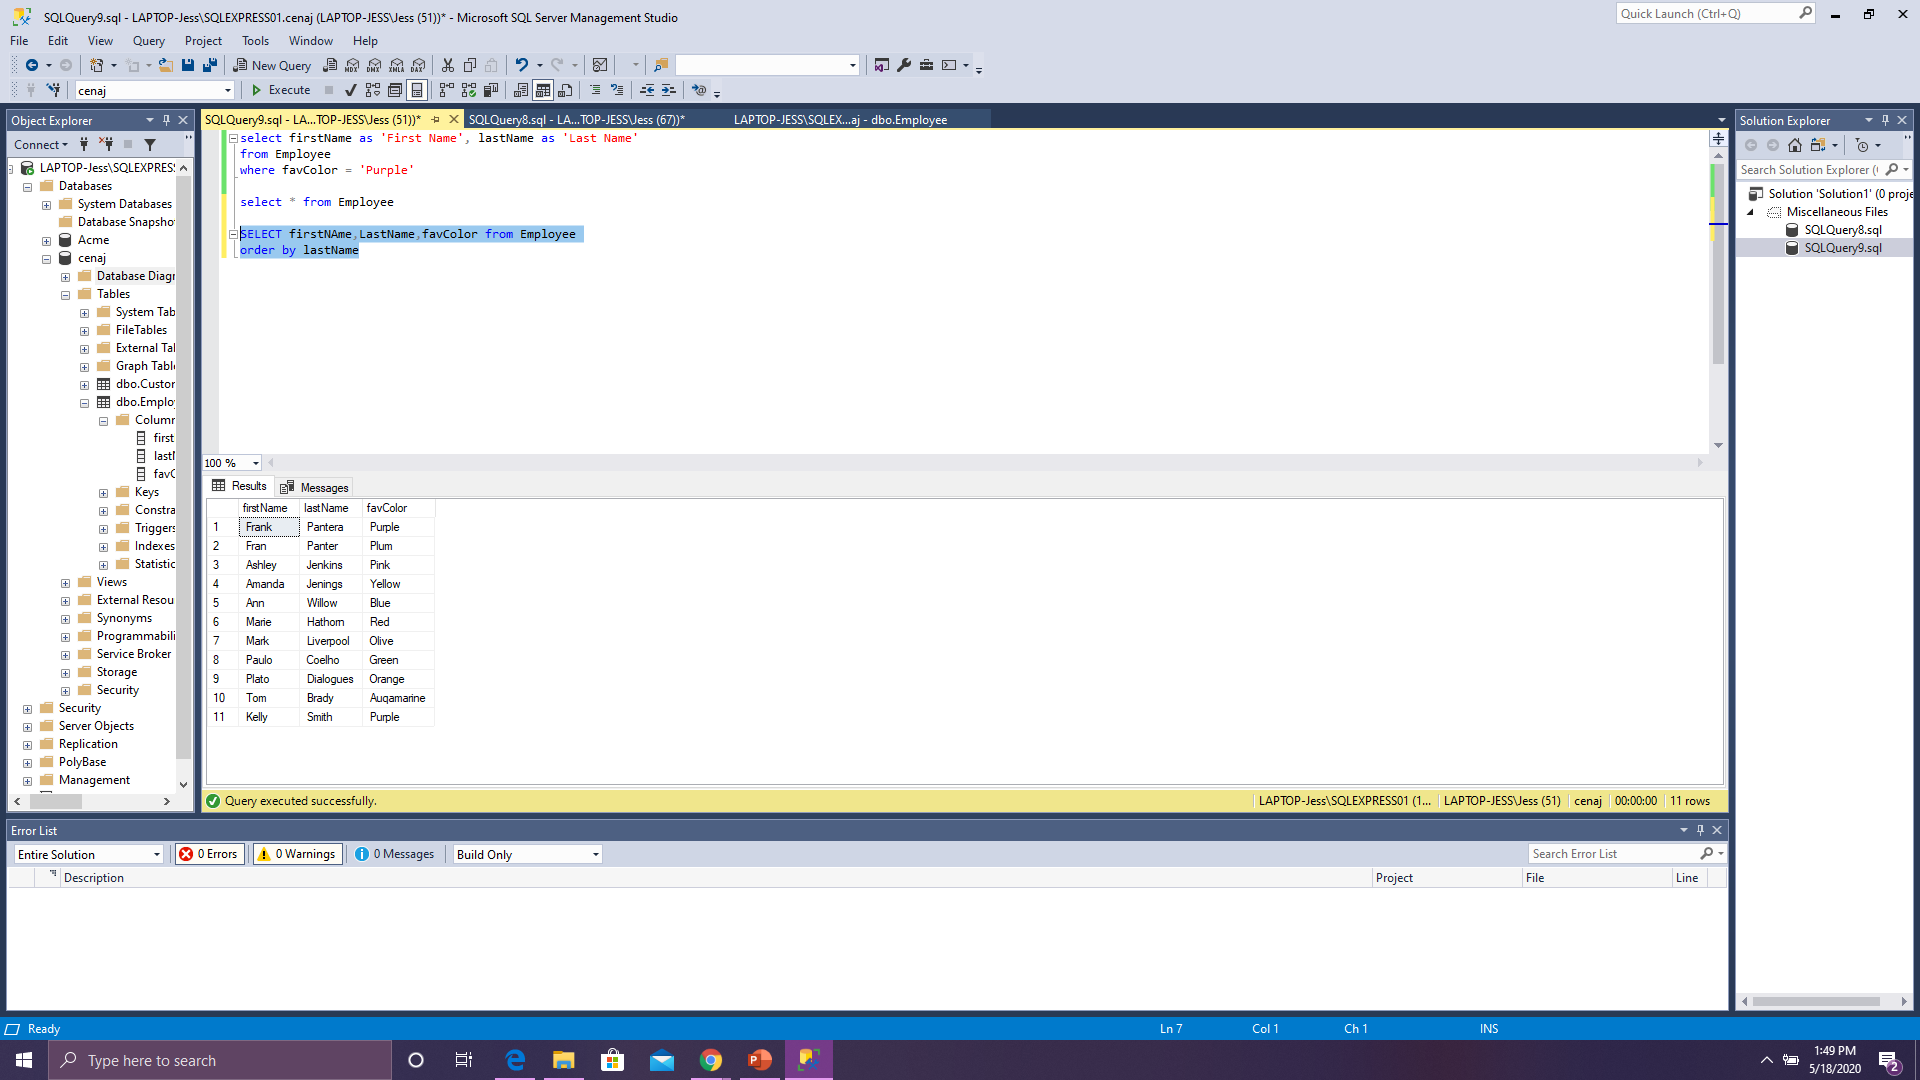 SQLQuery9.sql - LAPTOP-Jess\SQLEXPRESS01.cenaj (LAPTOP-JESS\Jess (51))* - Microsoft SQL Server Management Studio
Quick Launch (Ctrl+Q)
File Edit View Query Project Tools Window Help
New Query
MDX DMX XMLA DAX
cenaj
Execute
Object Explorer
Connect
LAPTOP-Jess\SQLEXPRES
Databases
System Databases
Database Snapsho
Acme
cenaj
Database Diagr
Tables
System Tab
FileTables
External Tal
Graph Tabl
dbo.Custor
dbo.Emplo
Colum
first
lastN
favC
Keys
Constra
Triggers
Indexes
Statistic
Views
External Resou
Synonyms
Programmabili
Service Broker
Storage
Security
Security
Server Objects
Replication
PolyBase
Management
SQLQuery9.sql - LA...TOP-JESS\Jess (51))*
SQLQuery8.sql - LA...TOP-JESS\Jess (67))*
LAPTOP-JESS\SQLEX...aj - dbo.Employee
select firstName as 'First Name', lastName as 'Last Name'
from Employee
where favColor = 'Purple'
select * from Employee
SELECT firstNAme,LastName,favColor from Employee
order by lastName
100 %
Results Messages
firstName lastName favColor
1 Frank Pantera Purple
2 Fran Panter Plum
3 Ashley Jenkins Pink
4 Amanda Jenings Yellow
5 Ann Willow Blue
6 Marie Hathorn Red
7 Mark Liverpool Olive
8 Paulo Coelho Green
9 Plato Dialogues Orange
10 Tom Brady Auqamarine
11 Kelly Smith Purple
Query executed successfully.
LAPTOP-Jess\SQLEXPRESS01 (1... LAPTOP-JESS\Jess (51) cenaj 00:00:00 11 rows
Solution Explorer
Search Solution Explorer (
Solution 'Solution1' (0 proje
Miscellaneous Files
SQLQuery8.sql
SQLQuery9.sql
Error List
Entire Solution
0 Errors
0 Warnings
0 Messages
Build Only
Search Error List
Description Project File Line
Ready
Ln 7 Col 1 Ch 1 INS
Type here to search
1:49 PM
5/18/2020
2